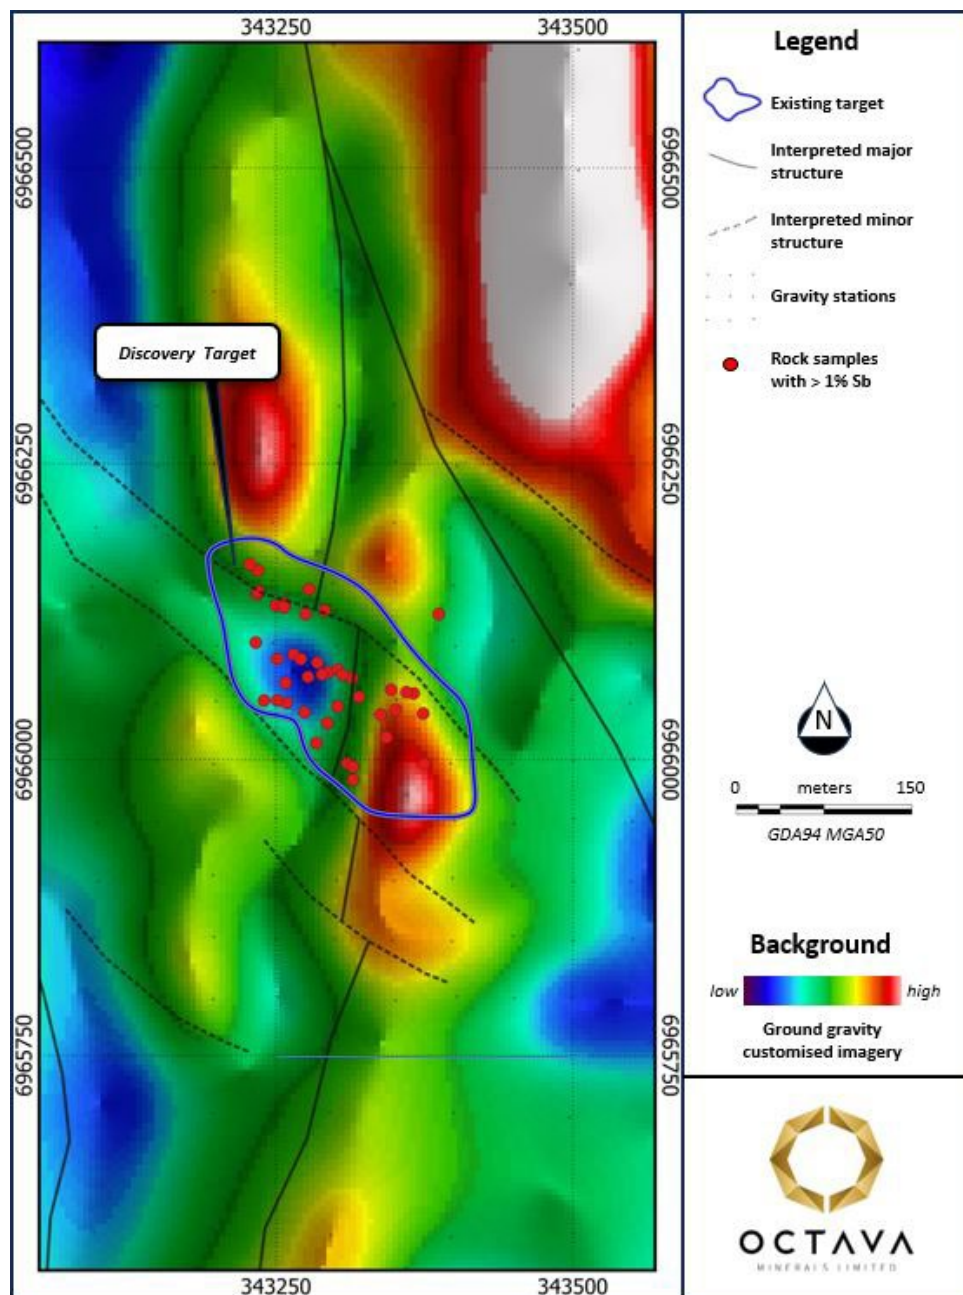 343250
343500
Legend
Existing target
Interpreted major
structure
Interpreted minor
structure
Gravity stations
Rock samples
with > 1% Sb
6966500
6966500
Discovery Target
6966250
6966250
6966000
6966000
N
0 meters 150
GDA94 MGA50
Background
low high
Ground gravity
customised imagery
6965750
6965750
OCTAVA
MINERALS LIMITED
343250
343500